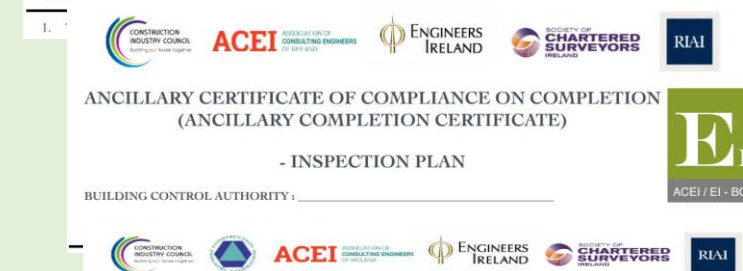 1.
CONSTRUCTION
INDUSTRY COUNCIL
Building our future together
ACEI ASSOCIATION OF
CONSULTING ENGINEERS
OF IRELAND
ENGINEERS
IRELAND
SOCIETY OF
CHARTERED
SURVEYORS
IRELAND
RIAI
ANCILLARY CERTIFICATE OF COMPLIANCE ON COMPLETION
(ANCILLARY COMPLETION CERTIFICATE)
- INSPECTION PLAN
ACEI / EI - BC
BUILDING CONTROL AUTHORITY :
CONSTRUCTION
INDUSTRY COUNCIL
Building our future together
ACEI ASSOCIATION OF
CONSULTING ENGINEERS
OF IRELAND
ENGINEERS
IRELAND
SOCIETY OF
CHARTERED
SURVEYORS
IRELAND
RIAI